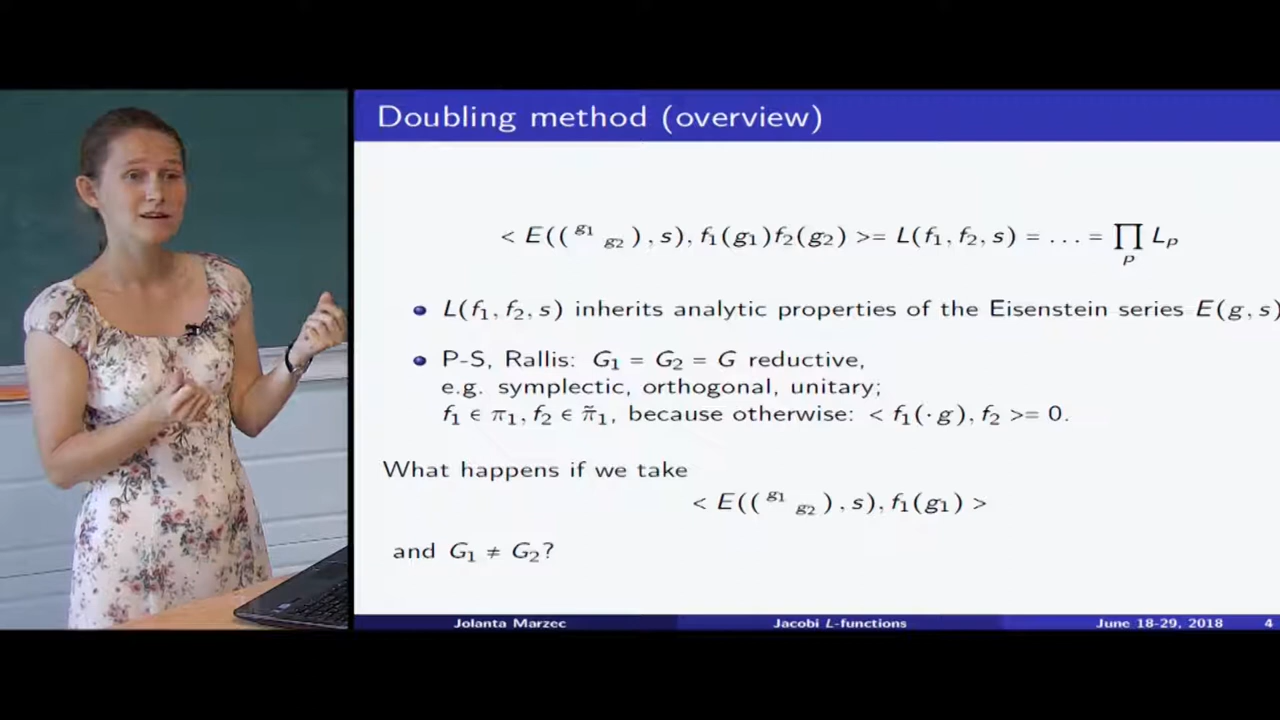 Doubling method (overview)
< E(( g1 g2 ) , s), f1(g1)f2(g2) >= L(f1, f2, s) = . . . = ∏p Lp
L(f1, f2, s) inherits analytic properties of the Eisenstein series E(g, s)
P-S, Rallis: G1 = G2 = G reductive,
e.g. symplectic, orthogonal, unitary;
f1 ∈ π1, f2 ∈ π̃1, because otherwise: < f1(· g), f2 >= 0.
What happens if we take
< E(( g1 g2 ) , s), f1(g1) >
and G1 ≠ G2?
Jolanta Marzec Jacobi L-functions June 18-29, 2018 4